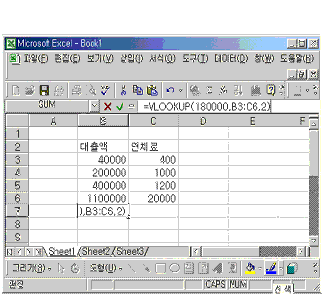 Microsoft Excel - Book1
파일(F) 편집(E) 보기(V) 삽입(I) 서식(O) 도구(T) 데이터(D) 창(W) 도움말(H)
SUM =VLOOKUP(180000,B3:C6,2)
A B C D E F
1
2 대출액 연체료
3 40000 400
4 200000 1000
5 400000 1200
6 1100000 20000
7 ),B3:C6,2)
8
9
Sheet1 Sheet2 Sheet3
그리기(R) 도형(U)
편집 CAPS NUM
선 색